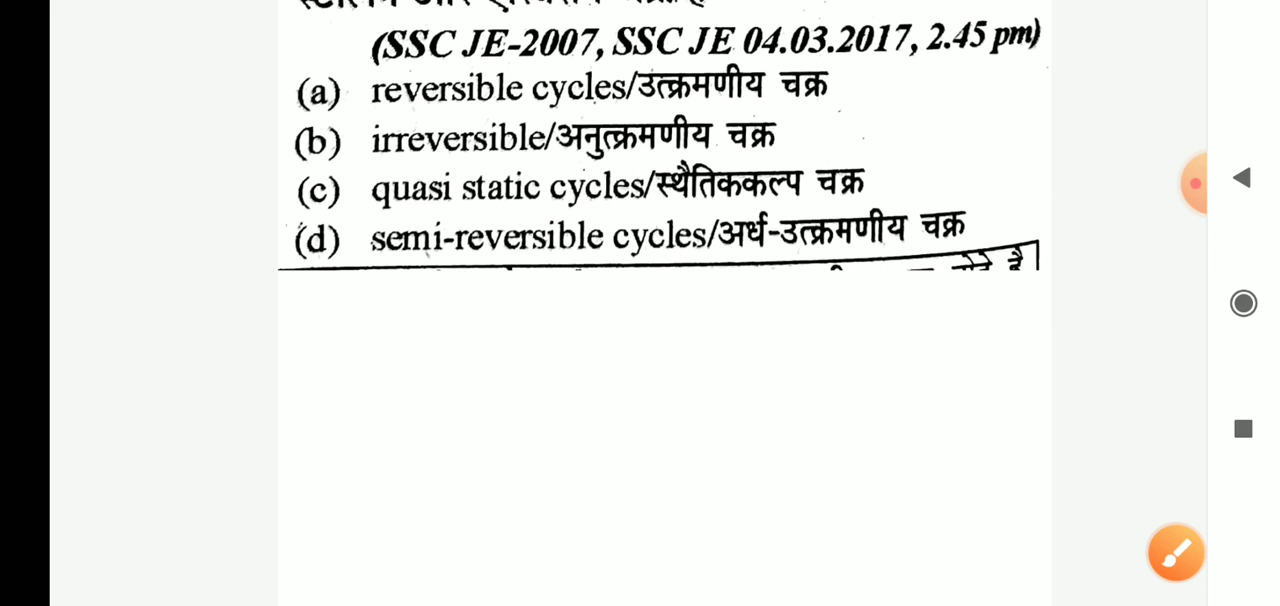 (SSC JE-2007, SSC JE 04.03.2017, 2.45 pm)
(a) reversible cycles/उत्क्रमणीय चक्र
(b) irreversible/अनुत्क्रमणीय चक्र
(c) quasi static cycles/स्थैतिककल्प चक्र
(d) semi-reversible cycles/अर्ध-उत्क्रमणीय चक्र